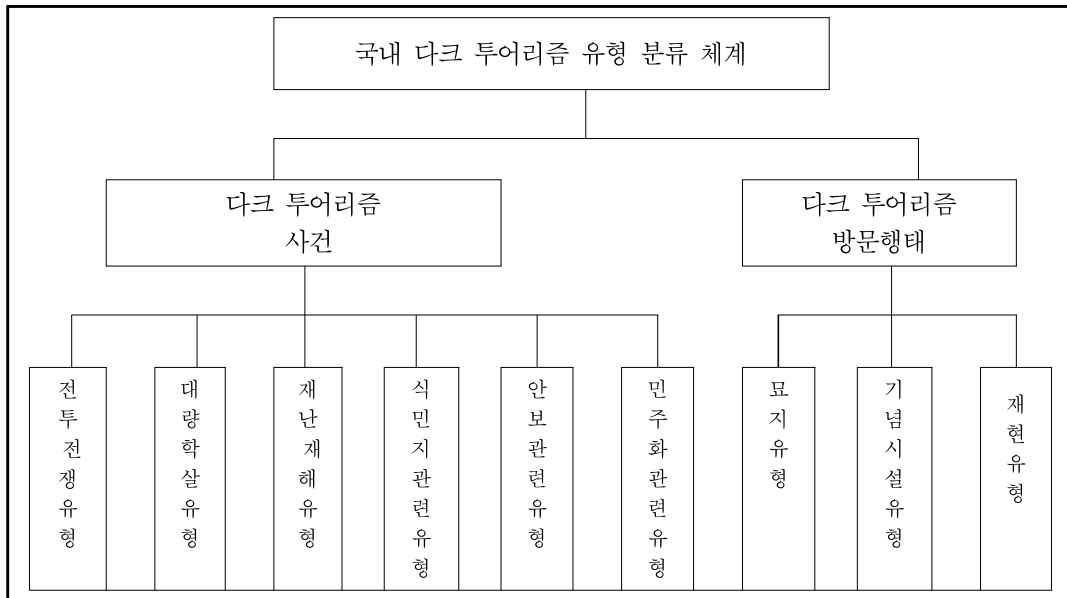 국내 다크 투어리즘 유형 분류 체계
다크 투어리즘
사건
다크 투어리즘
방문행태
전투전쟁유형
대량학살유형
재난재해유형
식민지관련유형
안보관련유형
민주화관련유형
묘지유형
기념시설유형
재현유형